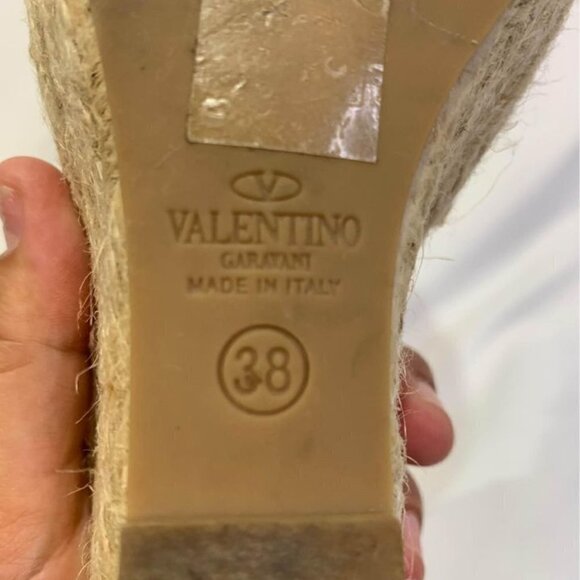 V
VALENTINO
GARAVANI
MADE IN ITALY
38